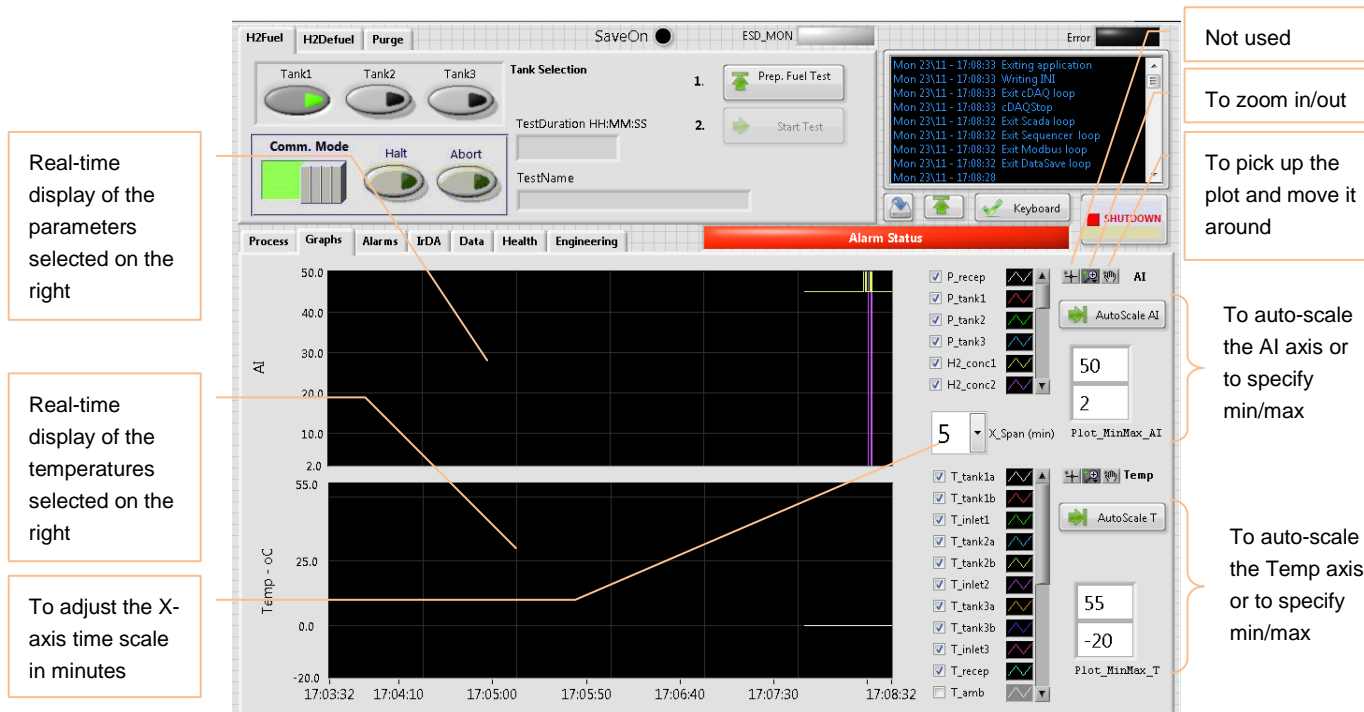 H2Fuel H2Defuel Purge
SaveOn
ESD_MON
Error
Tank1 Tank2 Tank3
Tank Selection
1. Prep. Fuel Test
TestDuration HH:MM:SS
2. Start Test
Comm. Mode
Halt Abort
TestName
Mon 23\11 - 17:08:33 Exiting application
Mon 23\11 - 17:08:33 Writing INI
Mon 23\11 - 17:08:33 Exit cDAQ loop
Mon 23\11 - 17:08:33 cDAQStop
Mon 23\11 - 17:08:32 Exit Scada loop
Mon 23\11 - 17:08:32 Exit Sequencer loop
Mon 23\11 - 17:08:32 Exit Modbus loop
Mon 23\11 - 17:08:32 Exit DataSave loop
Mon 23\11 - 17:08:28
Keyboard
SHUTDOWN
Process Graphs Alarms IrDA Data Health Engineering
Alarm Status
AI
50.0
40.0
30.0
20.0
10.0
2.0
P_recep
P_tank1
P_tank2
P_tank3
H2_conc1
H2_conc2
AI
AutoScale AI
50
2
Plot_MinMax_AI
5 X_Span (min)
Temp - oC
55.0
25.0
0.0
-20.0
17:03:32 17:04:10 17:05:00 17:05:50 17:06:40 17:07:30 17:08:32
T_tank1a
T_tank1b
T_inlet1
T_tank2a
T_tank2b
T_inlet2
T_tank3a
T_tank3b
T_inlet3
T_recep
T_amb
Temp
AutoScale T
55
-20
Plot_MinMax_T
Real-time
display of the
parameters
selected on the
right
Real-time
display of the
temperatures
selected on the
right
To adjust the X-
axis time scale
in minutes
Not used
To zoom in/out
To pick up the
plot and move it
around
To auto-scale
the AI axis or
to specify
min/max
To auto-scale
the Temp axis
or to specify
min/max